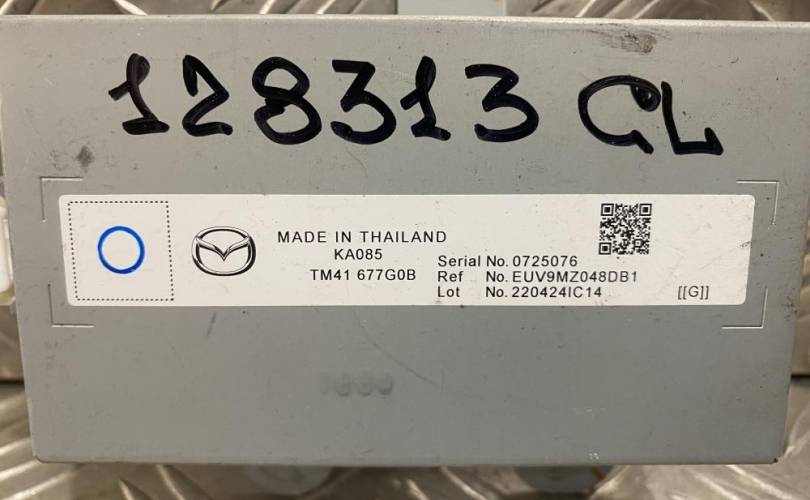 128313 CL
MADE IN THAILAND
KA085
TM41 677G0B
Serial No. 0725076
Ref No. EUV9MZ048DB1
Lot No. 220424IC14
[[G]]